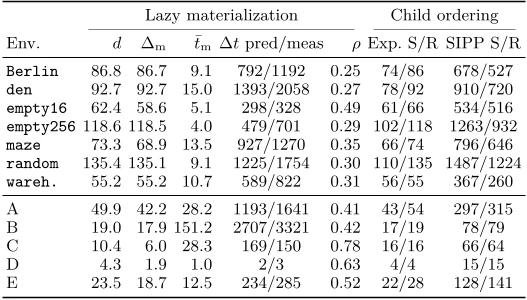 Lazy materialization Child ordering
Env. d Δm t̄m Δt pred/meas ρ Exp. S/R SIPP S/R
Berlin 86.8 86.7 9.1 792/1192 0.25 74/86 678/527
den 92.7 92.7 15.0 1393/2058 0.27 78/92 910/720
empty16 62.4 58.6 5.1 298/328 0.49 61/66 534/516
empty256 118.6 118.5 4.0 479/701 0.29 102/118 1263/932
maze 73.3 68.9 13.5 927/1270 0.35 66/74 796/646
random 135.4 135.1 9.1 1225/1754 0.30 110/135 1487/1224
wareh. 55.2 55.2 10.7 589/822 0.31 56/55 367/260
A 49.9 42.2 28.2 1193/1641 0.41 43/54 297/315
B 19.0 17.9 151.2 2707/3321 0.42 17/19 78/79
C 10.4 6.0 28.3 169/150 0.78 16/16 66/64
D 4.3 1.9 1.0 2/3 0.63 4/4 15/15
E 23.5 18.7 12.5 234/285 0.52 22/28 128/141